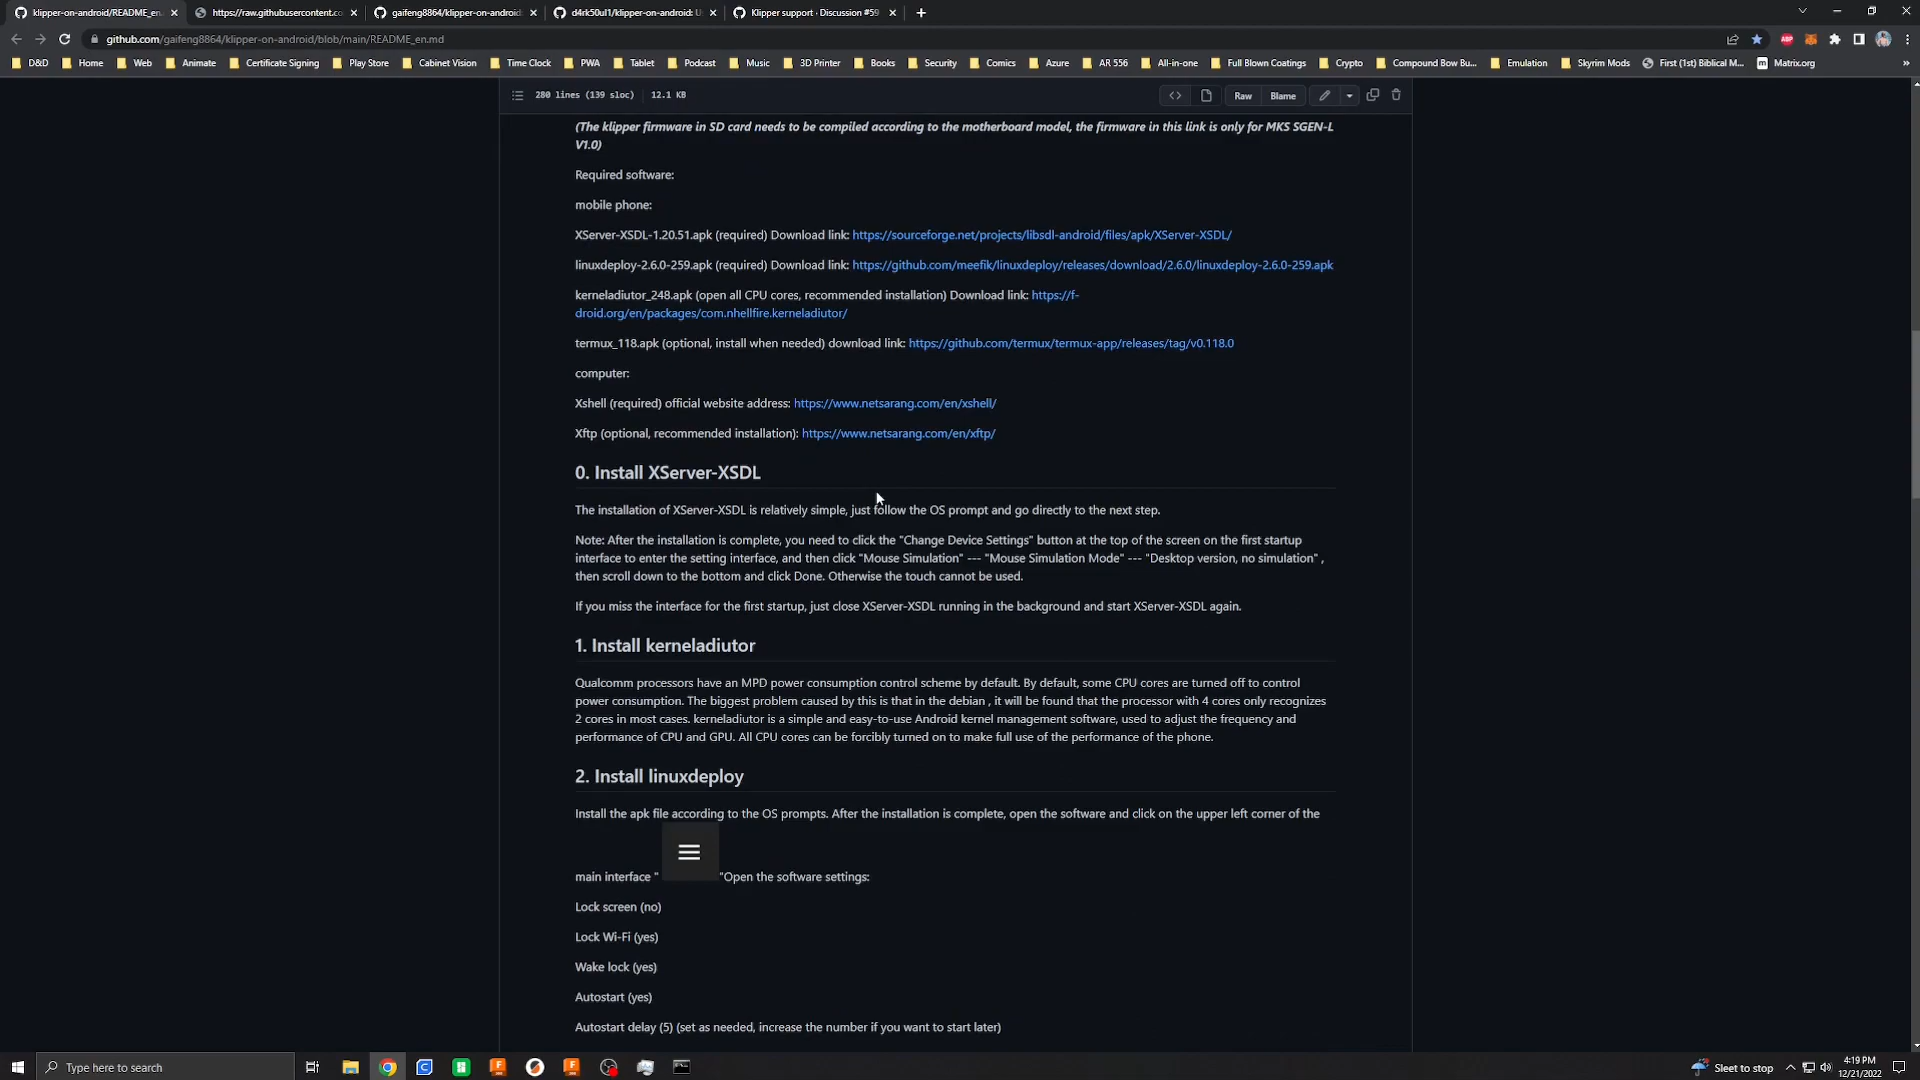 klipper-on-android/README_en.
https://raw.githubusercontent.co
gaifeng8864/klipper-on-android:
d4rk50ul1/klipper-on-android: U
Klipper support · Discussion #59
github.com/gaifeng8864/klipper-on-android/blob/main/README_en.md
D&D
Home
Web
Animate
Certificate Signing
Play Store
Cabinet Vision
Time Clock
PWA
Tablet
Podcast
Music
3D Printer
Books
Security
Comics
Azure
AR 556
All-in-one
Full Blown Coatings
Crypto
Compound Bow Bu...
Emulation
Skyrim Mods
First (1st) Biblical M...
Matrix.org
280 lines (139 sloc)
12.1 KB
Raw
Blame
(The klipper firmware in SD card needs to be compiled according to the motherboard model, the firmware in this link is only for MKS SGEN-L
V1.0)
Required software:
mobile phone:
XServer-XSDL-1.20.51.apk (required) Download link: https://sourceforge.net/projects/libsdl-android/files/apk/XServer-XSDL/
linuxdeploy-2.6.0-259.apk (required) Download link: https://github.com/meefik/linuxdeploy/releases/download/2.6.0/linuxdeploy-2.6.0-259.apk
kerneladiutor_248.apk (open all CPU cores, recommended installation) Download link: https://f-
droid.org/en/packages/com.nhellfire.kerneladiutor/
termux_118.apk (optional, install when needed) download link: https://github.com/termux/termux-app/releases/tag/v0.118.0
computer:
Xshell (required) official website address: https://www.netsarang.com/en/xshell/
Xftp (optional, recommended installation): https://www.netsarang.com/en/xftp/
0. Install XServer-XSDL
The installation of XServer-XSDL is relatively simple, just follow the OS prompt and go directly to the next step.
Note: After the installation is complete, you need to click the "Change Device Settings" button at the top of the screen on the first startup
interface to enter the setting interface, and then click "Mouse Simulation" --- "Mouse Simulation Mode" --- "Desktop version, no simulation" ,
then scroll down to the bottom and click Done. Otherwise the touch cannot be used.
If you miss the interface for the first startup, just close XServer-XSDL running in the background and start XServer-XSDL again.
1. Install kerneladiutor
Qualcomm processors have an MPD power consumption control scheme by default. By default, some CPU cores are turned off to control
power consumption. The biggest problem caused by this is that in the debian , it will be found that the processor with 4 cores only recognizes
2 cores in most cases. kerneladiutor is a simple and easy-to-use Android kernel management software, used to adjust the frequency and
performance of CPU and GPU. All CPU cores can be forcibly turned on to make full use of the performance of the phone.
2. Install linuxdeploy
Install the apk file according to the OS prompts. After the installation is complete, open the software and click on the upper left corner of the
main interface " "Open the software settings:
Lock screen (no)
Lock Wi-Fi (yes)
Wake lock (yes)
Autostart (yes)
Autostart delay (5) (set as needed, increase the number if you want to start later)
Type here to search
Sleet to stop
4:19 PM
12/21/2022